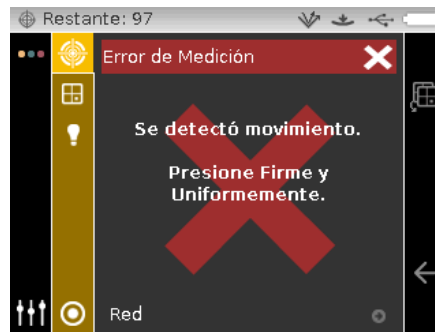 Restante: 97
Error de Medición
Se detectó movimiento.
Presione Firme y
Uniformemente.
Red